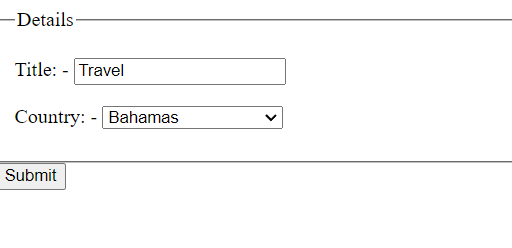 Details
Title: - Travel
Country: - Bahamas
Submit